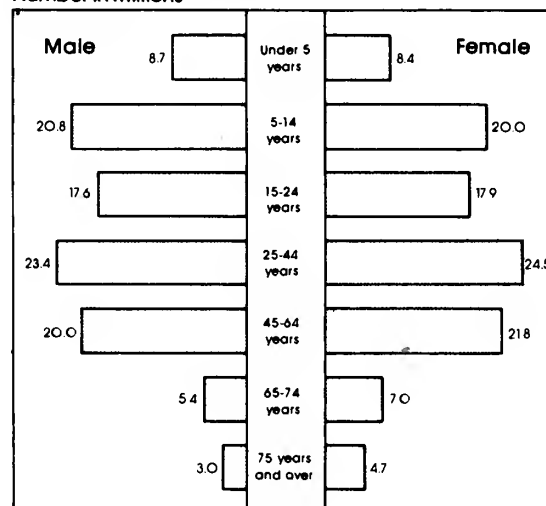 Number in millions
Male
Female
8.7
Under 5
years
8.4
20.8
5-14
years
20.0
17.6
15-24
years
17.9
23.4
25-44
years
24.5
20.0
45-64
years
21.8
5.4
65-74
years
7.0
3.0
75 years
and over
4.7